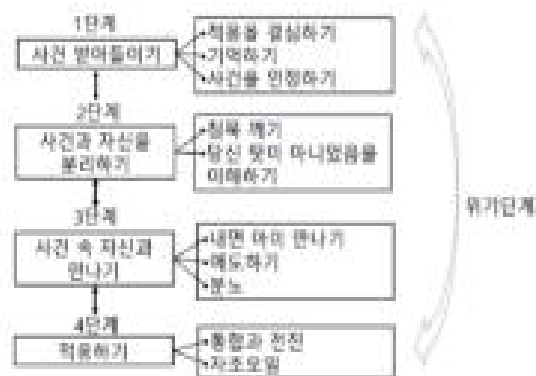 1단계
사건 받아들이기
적응을 결심하기
기억하기
사건을 인정하기
2단계
사건과 자신을
분리하기
침묵 깨기
당신 탓이 아니었음을
이해하기
3단계
사건 속 자신과
만나기
내면 아이 만나기
애도하기
분노
4단계
적응하기
통합과 전진
자조모임
위기단계